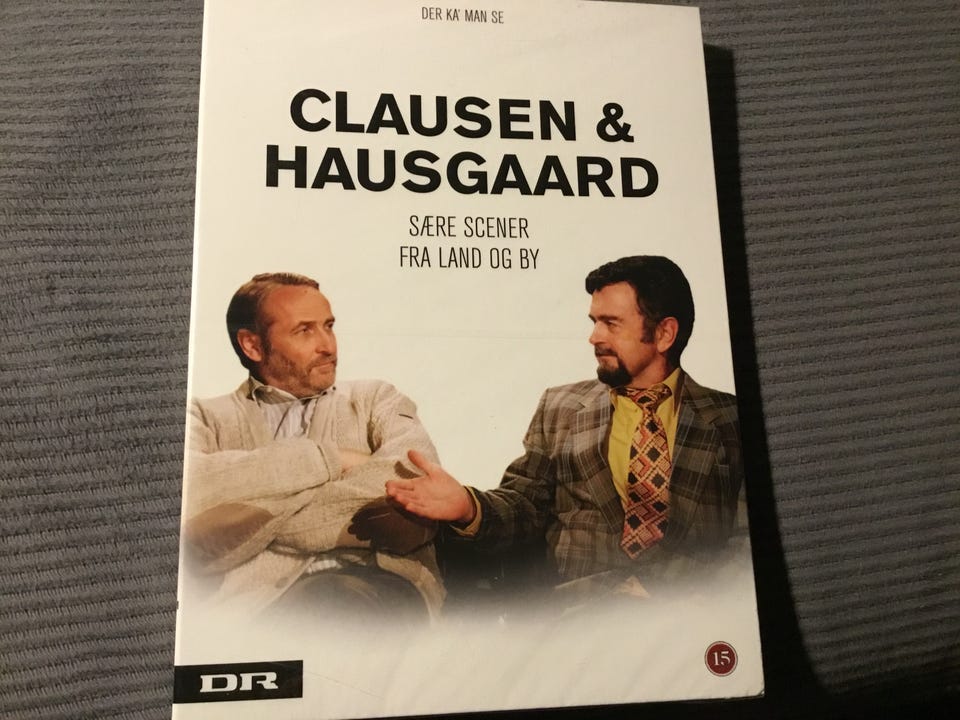 DER KA' MAN SE
CLAUSEN &
HAUSGAARD
SÆRE SCENER
FRA LAND OG BY
DR
15